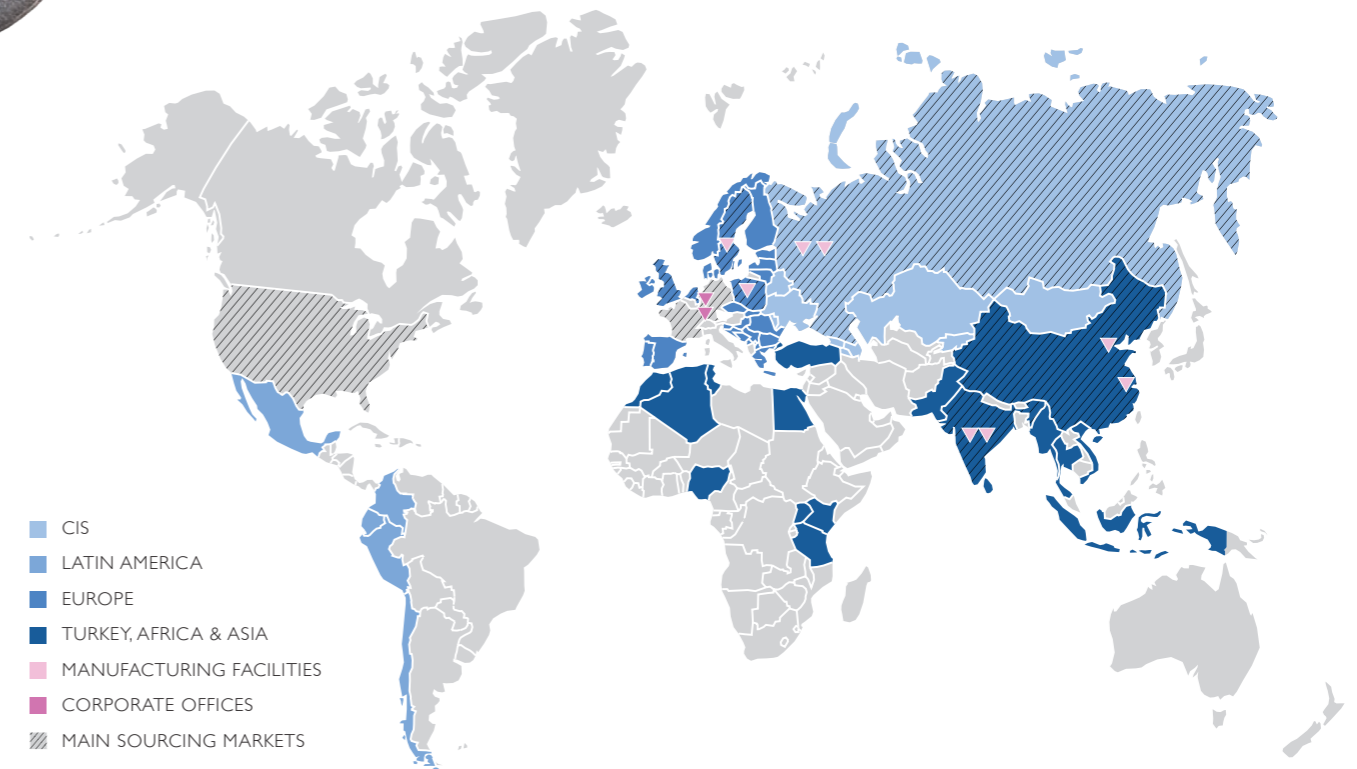 CIS
LATIN AMERICA
EUROPE
TURKEY, AFRICA & ASIA
MANUFACTURING FACILITIES
CORPORATE OFFICES
MAIN SOURCING MARKETS